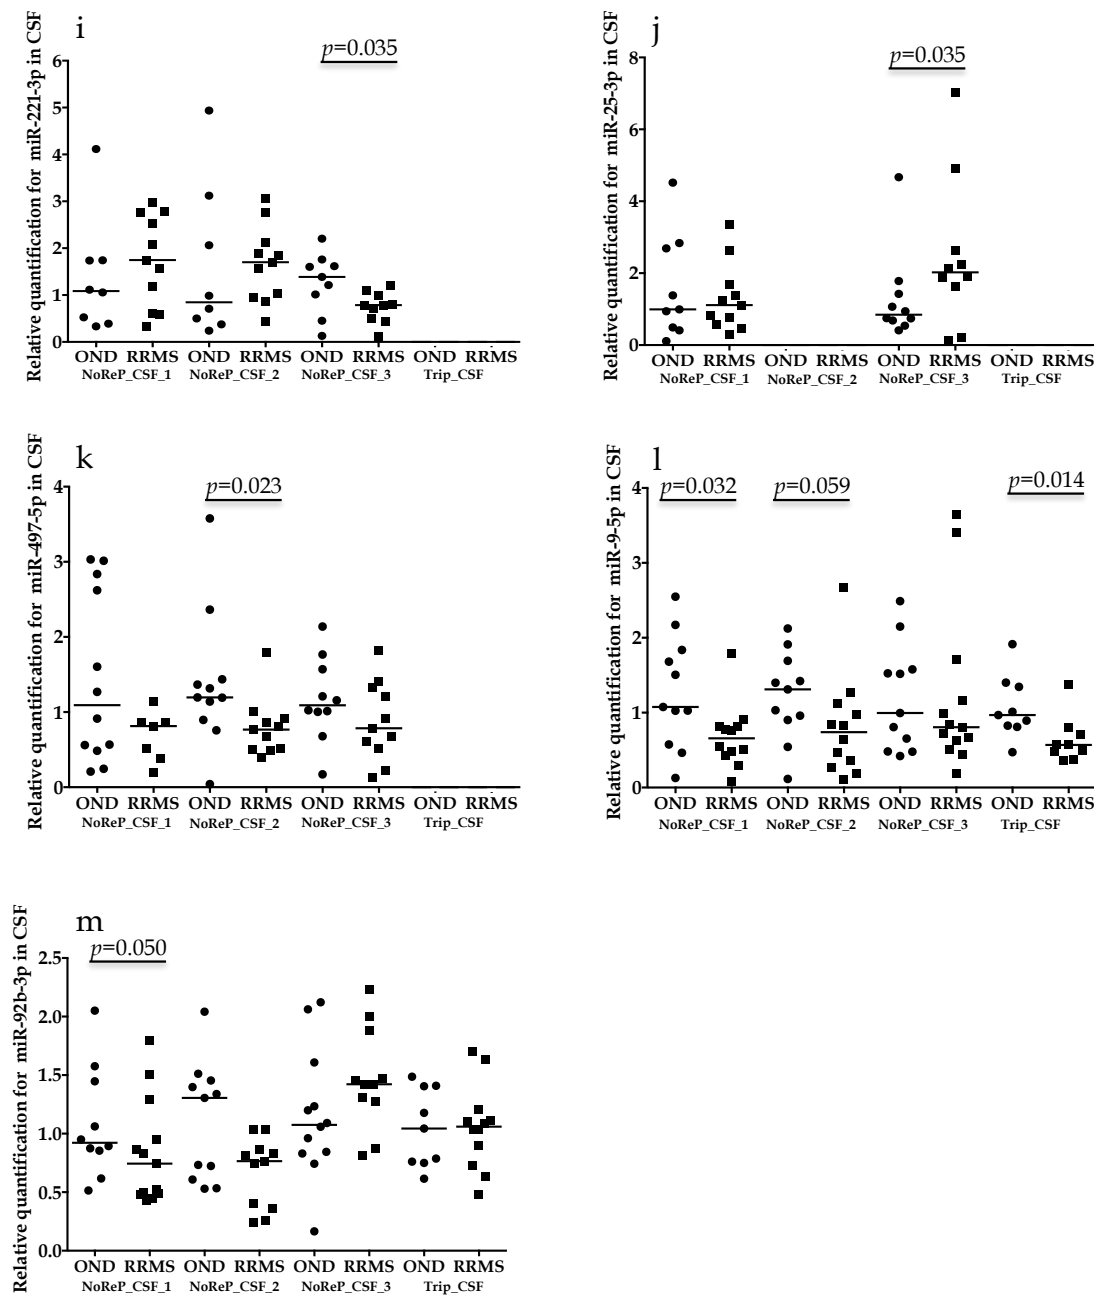 i
Relative quantification for miR-221-3p in CSF
p=0.035
6
5
4
3
2
1
0
OND RRMS OND RRMS OND RRMS OND RRMS
NoReP_CSF_1 NoReP_CSF_2 NoReP_CSF_3 Trip_CSF
j
Relative quantification for miR-25-3p in CSF
p=0.035
8
6
4
2
0
OND RRMS OND RRMS OND RRMS OND RRMS
NoReP_CSF_1 NoReP_CSF_2 NoReP_CSF_3 Trip_CSF
k
Relative quantification for miR-497-5p in CSF
p=0.023
4
3
2
1
0
OND RRMS OND RRMS OND RRMS OND RRMS
NoReP_CSF_1 NoReP_CSF_2 NoReP_CSF_3 Trip_CSF
l
Relative quantification for miR-9-5p in CSF
p=0.032 p=0.059 p=0.014
4
3
2
1
0
OND RRMS OND RRMS OND RRMS OND RRMS
NoReP_CSF_1 NoReP_CSF_2 NoReP_CSF_3 Trip_CSF
m
Relative quantification for miR-92b-3p in CSF
p=0.050
2.5
2.0
1.5
1.0
0.5
0.0
OND RRMS OND RRMS OND RRMS OND RRMS
NoReP_CSF_1 NoReP_CSF_2 NoReP_CSF_3 Trip_CSF